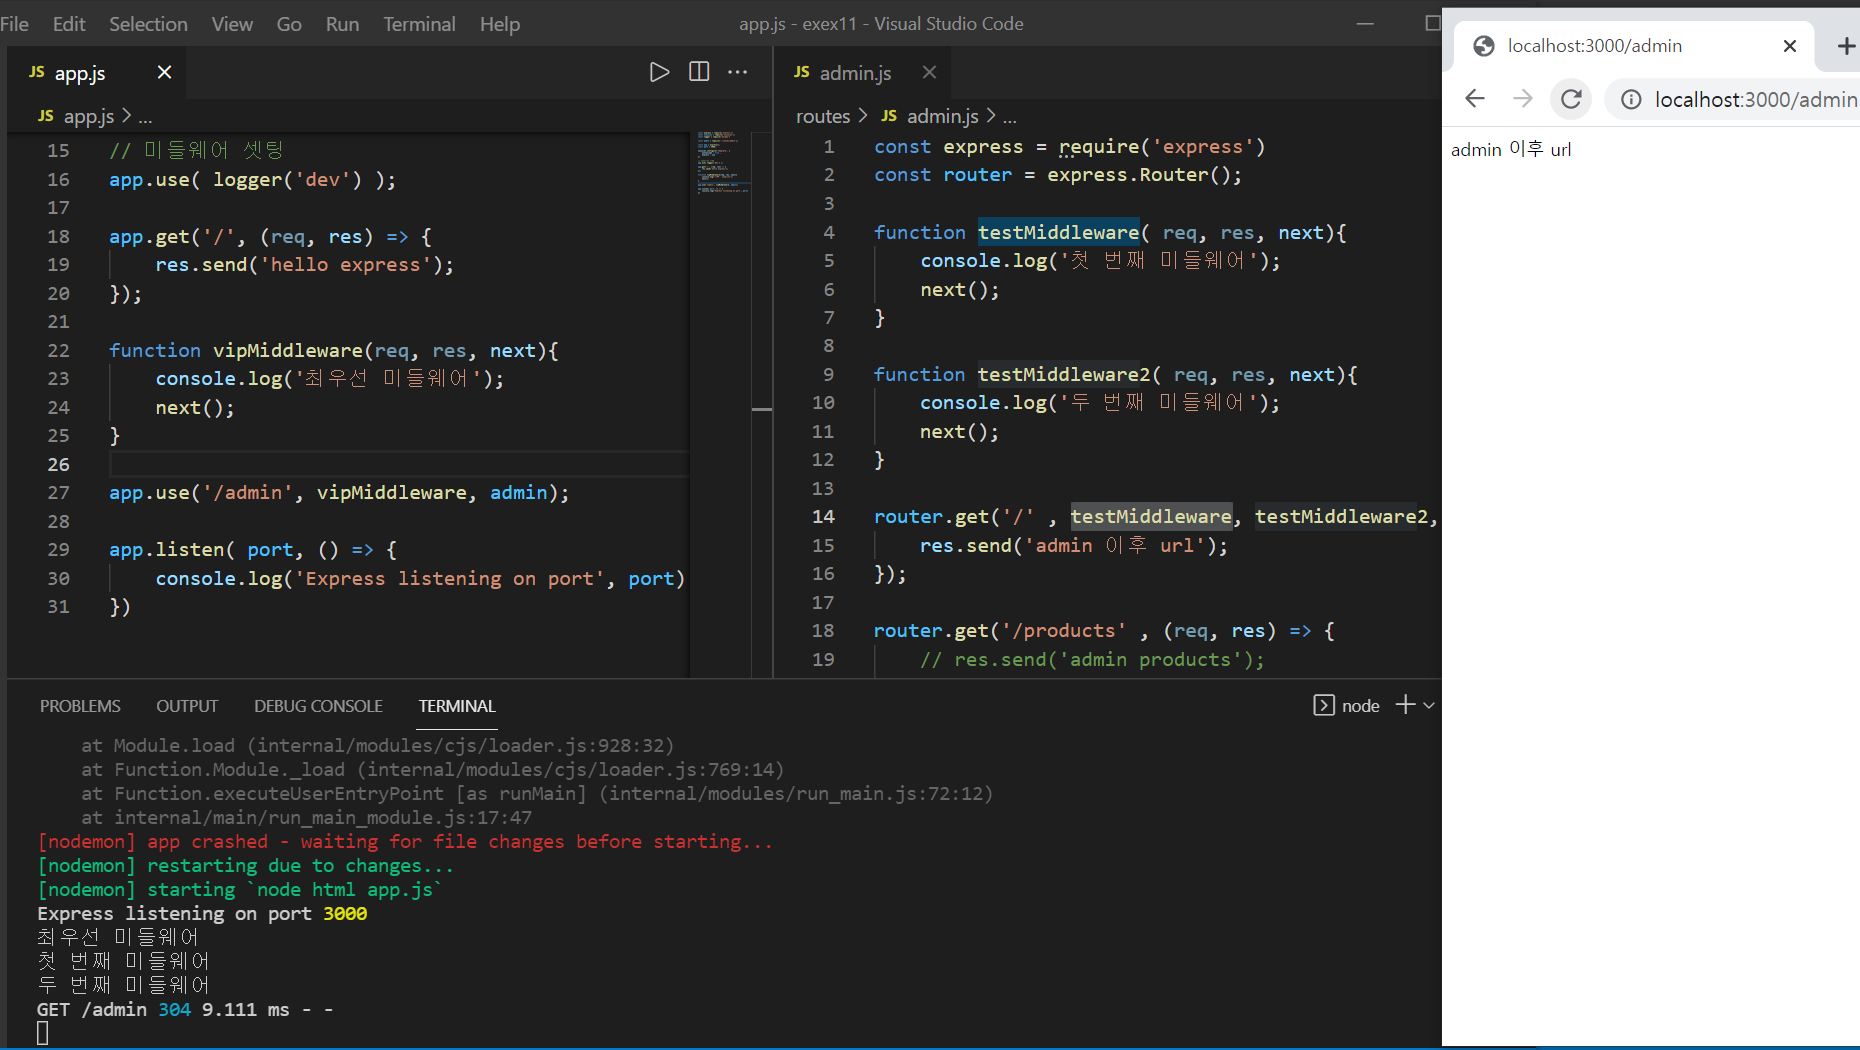 File Edit Selection View Go Run Terminal Help app.js - exex11 - Visual Studio Code
JS app.js
JS app.js > ...
15 // 미들웨어 셋팅
16 app.use( logger('dev') );
17
18 app.get('/', (req, res) => {
19 res.send('hello express');
20 });
21
22 function vipMiddleware(req, res, next){
23 console.log('최우선 미들웨어');
24 next();
25 }
26
27 app.use('/admin', vipMiddleware, admin);
28
29 app.listen( port, () => {
30 console.log('Express listening on port', port)
31 })
JS admin.js
routes > JS admin.js > ...
1 const express = require('express')
2 const router = express.Router();
3
4 function testMiddleware( req, res, next){
5 console.log('첫 번째 미들웨어');
6 next();
7 }
8
9 function testMiddleware2( req, res, next){
10 console.log('두 번째 미들웨어');
11 next();
12 }
13
14 router.get('/' , testMiddleware, testMiddleware2,
15 res.send('admin 이후 url');
16 });
17
18 router.get('/products' , (req, res) => {
19 // res.send('admin products');
PROBLEMS OUTPUT DEBUG CONSOLE TERMINAL node
at Module.load (internal/modules/cjs/loader.js:928:32)
at Function.Module._load (internal/modules/cjs/loader.js:769:14)
at Function.executeUserEntryPoint [as runMain] (internal/modules/run_main.js:72:12)
at internal/main/run_main_module.js:17:47
[nodemon] app crashed - waiting for file changes before starting...
[nodemon] restarting due to changes...
[nodemon] starting `node html app.js`
Express listening on port 3000
최우선 미들웨어
첫 번째 미들웨어
두 번째 미들웨어
GET /admin 304 9.111 ms - -
localhost:3000/admin
localhost:3000/admin
admin 이후 url